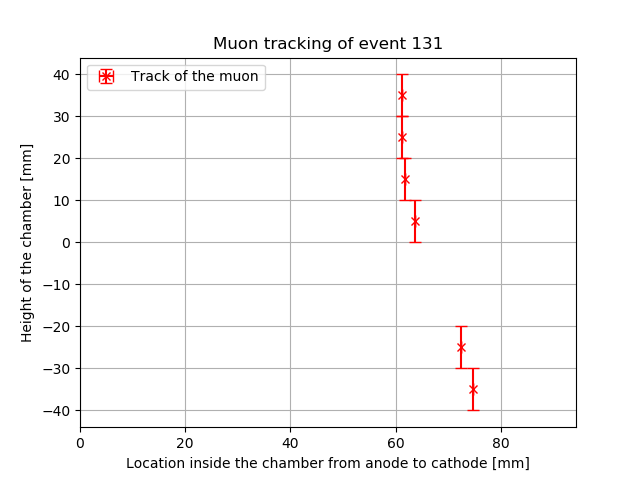 Muon tracking of event 131
Track of the muon
40
30
20
10
0
−10
−20
−30
−40
Height of the chamber [mm]
0 20 40 60 80
Location inside the chamber from anode to cathode [mm]